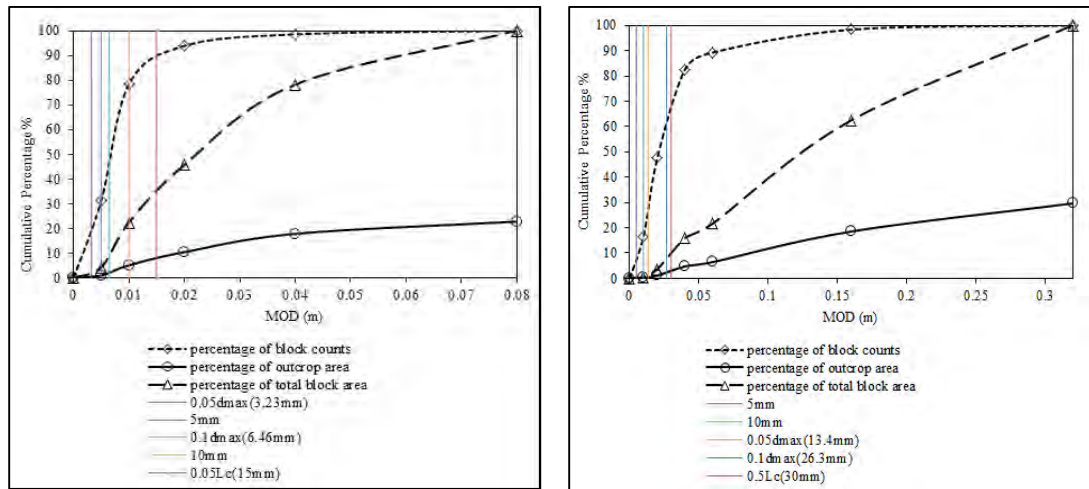 100
90
80
70
60
50
40
30
20
10
0
Cumulative Percentage %
0 0.01 0.02 0.03 0.04 0.05 0.06 0.07 0.08
MOD (m)
percentage of block counts
percentage of outcrop area
percentage of total block area
0.05dmax(3.23mm)
5mm
0.1dmax(6.46mm)
10mm
0.05Lc(15mm)
100
90
80
70
60
50
40
30
20
10
0
Cumulative Percentage %
0 0.05 0.1 0.15 0.2 0.25 0.3
MOD (m)
percentage of block counts
percentage of outcrop area
percentage of total block area
5mm
10mm
0.05dmax(13.4mm)
0.1dmax(26.3mm)
0.5Lc(30mm)